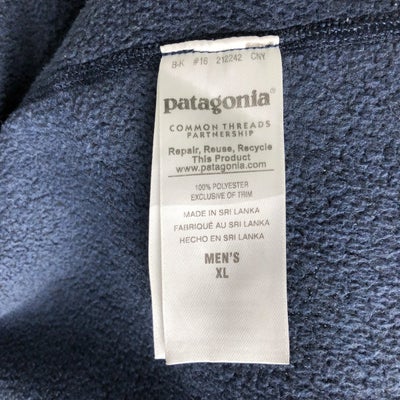 8-K #16 212242 CNY
patagonia®
COMMON THREADS
PARTNERSHIP
Repair, Reuse, Recycle
This Product
www.patagonia.com
100% POLYESTER
EXCLUSIVE OF TRIM
MADE IN SRI LANKA
FABRIQUÉ AU SRI LANKA
HECHO EN SRI LANKA
MEN'S
XL